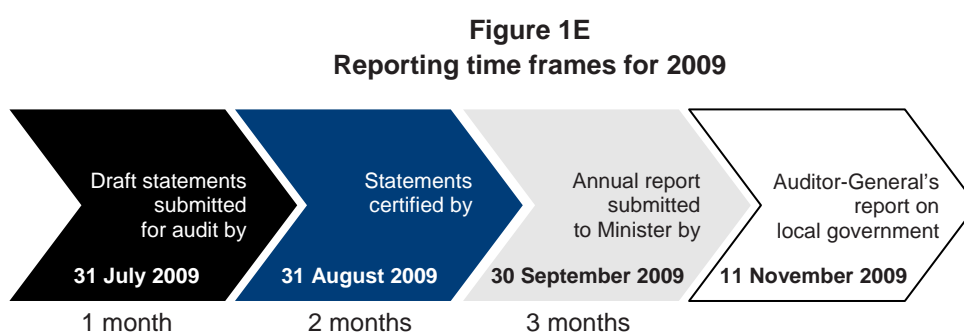 Figure 1E
Reporting time frames for 2009
Draft statements
submitted
for audit by
31 July 2009
Statements
certified by
31 August 2009
Annual report
submitted
to Minister by
30 September 2009
Auditor-General's
report on
local government
11 November 2009
1 month
2 months
3 months